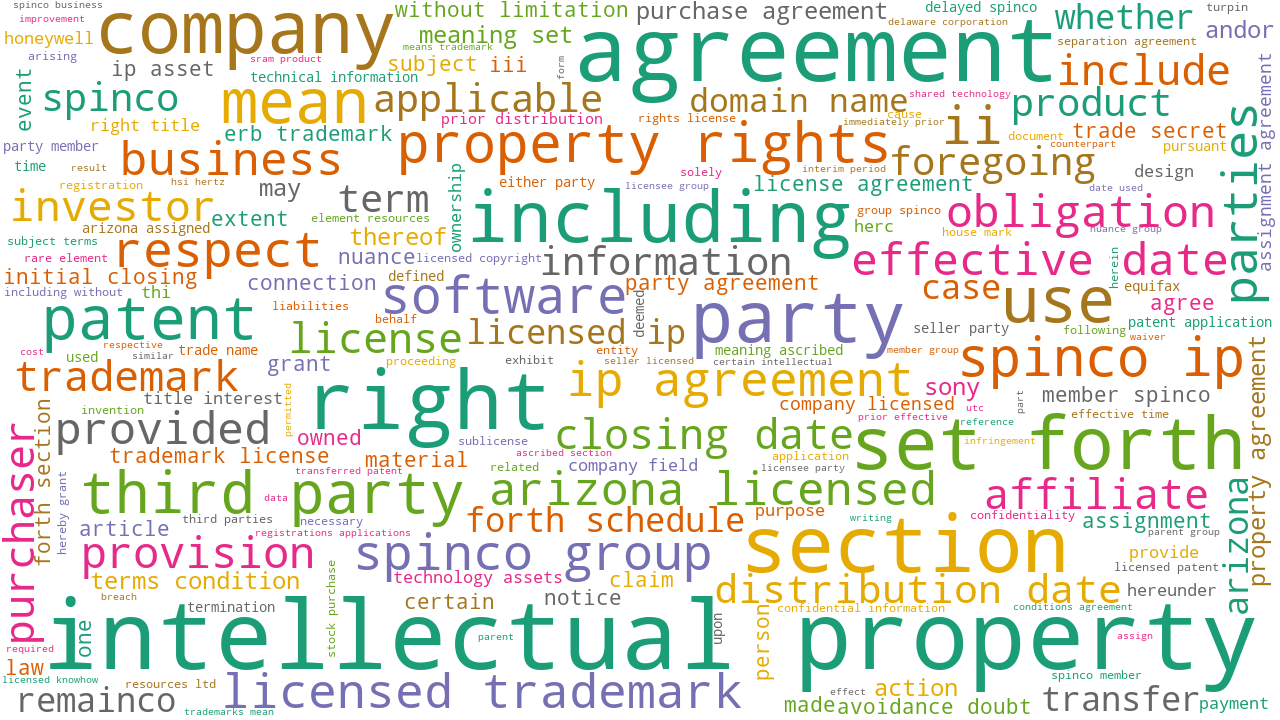 spinco business
improvement
company
without limitation
purchase agreement
delayed spinco
turpin
delaware corporation
whether
andor
honeywell
means trademark
meaning set
agreement
separation agreement
arising
sram product
subject
iii
form
include
ip asset
technical information
event
spinco
mean
applicable
domain name
shared technology
product
assignment agreement
right title
erb trademark
prior distribution
rights license
cause
immediately prior
ii
document
trade secret
parties
party member
property rights
counterpart
pursuant
business
foregoing
time
result
ownership
solely
interim period
design
registration
hsi hertz
may
term
either party
licensee group
license agreement
date used
investor
extent
element resources
including
group spinco
obligation
arizona assigned
herc
house mark
nuance group
subject terms
respect
thereof
rare element
nuance
licensed copyright
information
effective date
herein
initial closing
connection
defined
party agreement
case
use
equifax
including without
thi
software
deemed
party
agree
liabilities
behalf
patent
license
licensed ip
seller party
following
patent application
waiver
respective
cost
used
similar
trade name
entity
meaning ascribed
member group
spinco ip
grant
proceeding
exhibit
seller licensed
certain intellectual
property agreement
trademark
right
ip agreement
sony
member spinco
title interest
permitted
company licensed
utc
part
invention
prior effective
reference
effective time
purchaser
forth section
provided
owned
sublicense
closing date
set forth
infringement
trademark license
material
ascribed section
application
related
company field
licensee party
hereby grant
third party
transferred patent
data
arizona licensed
affiliate
arizona
article
third parties
necessary
forth schedule
purpose
writing
confidentiality
assignment
registrations applications
parent group
provision
spinco group
section
provide
licensed patent
terms condition
stock purchase
technology assets
claim
distribution date
hereunder
breach
termination
certain
notice
person
confidential information
conditions agreement
one
intellectual
parent
upon
property
assign
required
law
licensed knowhow
resources ltd
spinco member
remainco
licensed trademark
effect
action
transfer
payment
trademarks mean
made
avoidance doubt